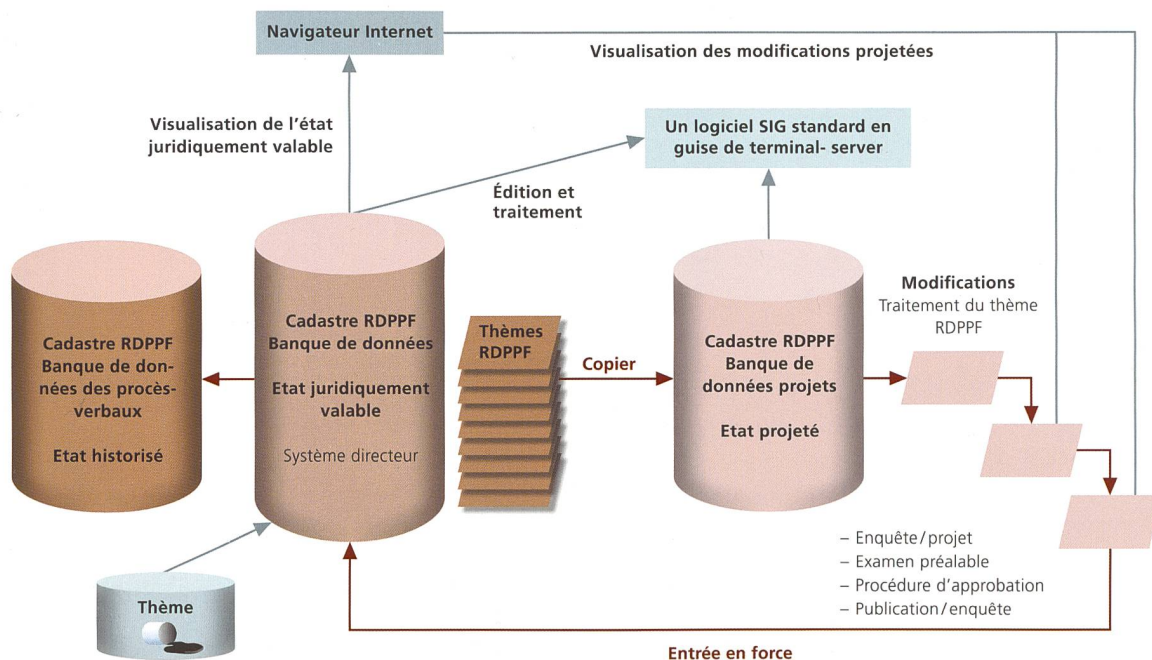 Navigateur Internet
Visualisation des modifications projetées
Visualisation de l'état
juridiquement valable
Un logiciel SIG standard en
guise de terminal- server
Édition et
traitement
Cadastre RDPPF
Banque de don-
nées des procès-
verbaux
Etat historisé
Cadastre RDPPF
Banque de données
Etat juridiquement
valable
Système directeur
Thèmes
RDPPF
Copier
Cadastre RDPPF
Banque de
données projets
Etat projeté
Modifications
Traitement du thème
RDPPF
– Enquête/projet
– Examen préalable
– Procédure d'approbation
– Publication/enquête
Thème
Entrée en force